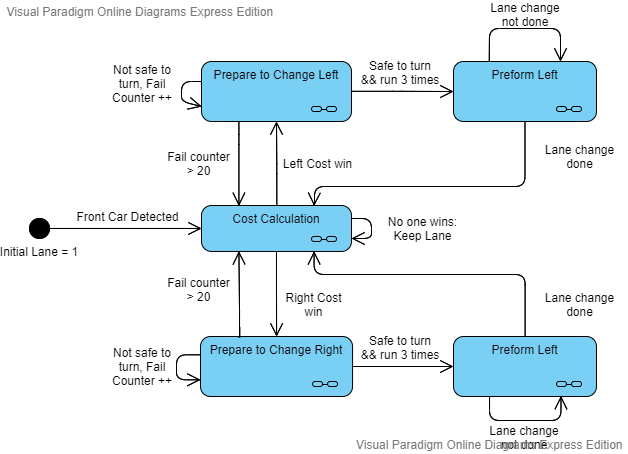 Visual Paradigm Online Diagrams Express Edition
Lane change
not done
Not safe to
turn, Fail
Counter ++
Prepare to Change Left
Safe to turn
&& run 3 times
Preform Left
Fail counter
> 20
Left Cost win
Lane change
done
Front Car Detected
Initial Lane = 1
Cost Calculation
No one wins:
Keep Lane
Fail counter
> 20
Right Cost
win
Lane change
done
Not safe to
turn, Fail
Counter ++
Prepare to Change Right
Safe to turn
&& run 3 times
Preform Left
Lane change
not done
Visual Paradigm Online Diagrams Express Edition